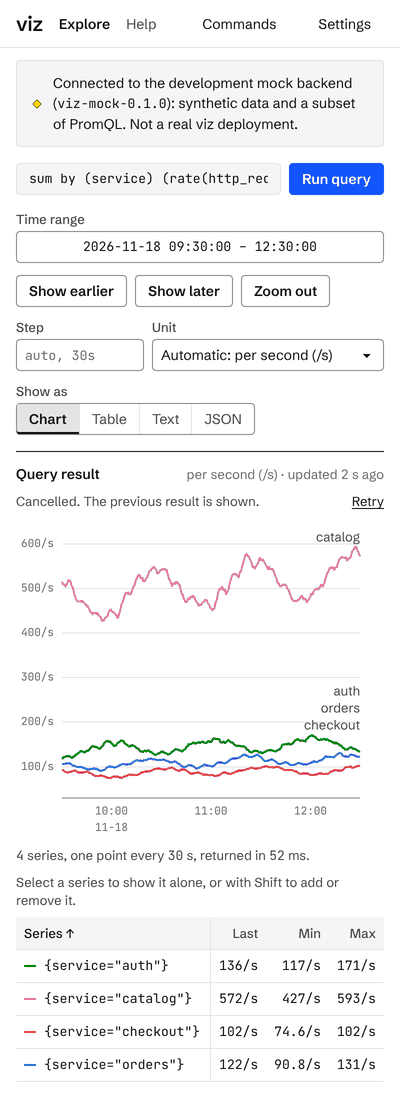 viz Explore Help Commands Settings
Connected to the development mock backend
(viz-mock-0.1.0): synthetic data and a subset
of PromQL. Not a real viz deployment.
sum by (service) (rate(http_rec Run query
Time range
2026-11-18 09:30:00 – 12:30:00
Show earlier Show later Zoom out
Step Unit
auto, 30s Automatic: per second (/s)
Show as
Chart Table Text JSON
Query result per second (/s) · updated 2 s ago
Cancelled. The previous result is shown. Retry
catalog
600/s
500/s
400/s
300/s
auth
orders
200/s
checkout
100/s
10:00 11:00 12:00
11-18
4 series, one point every 30 s, returned in 52 ms.
Select a series to show it alone, or with Shift to add or
remove it.
Series ↑ Last Min Max
{service="auth"} 136/s 117/s 171/s
{service="catalog"} 572/s 427/s 593/s
{service="checkout"} 102/s 74.6/s 102/s
{service="orders"} 122/s 90.8/s 131/s